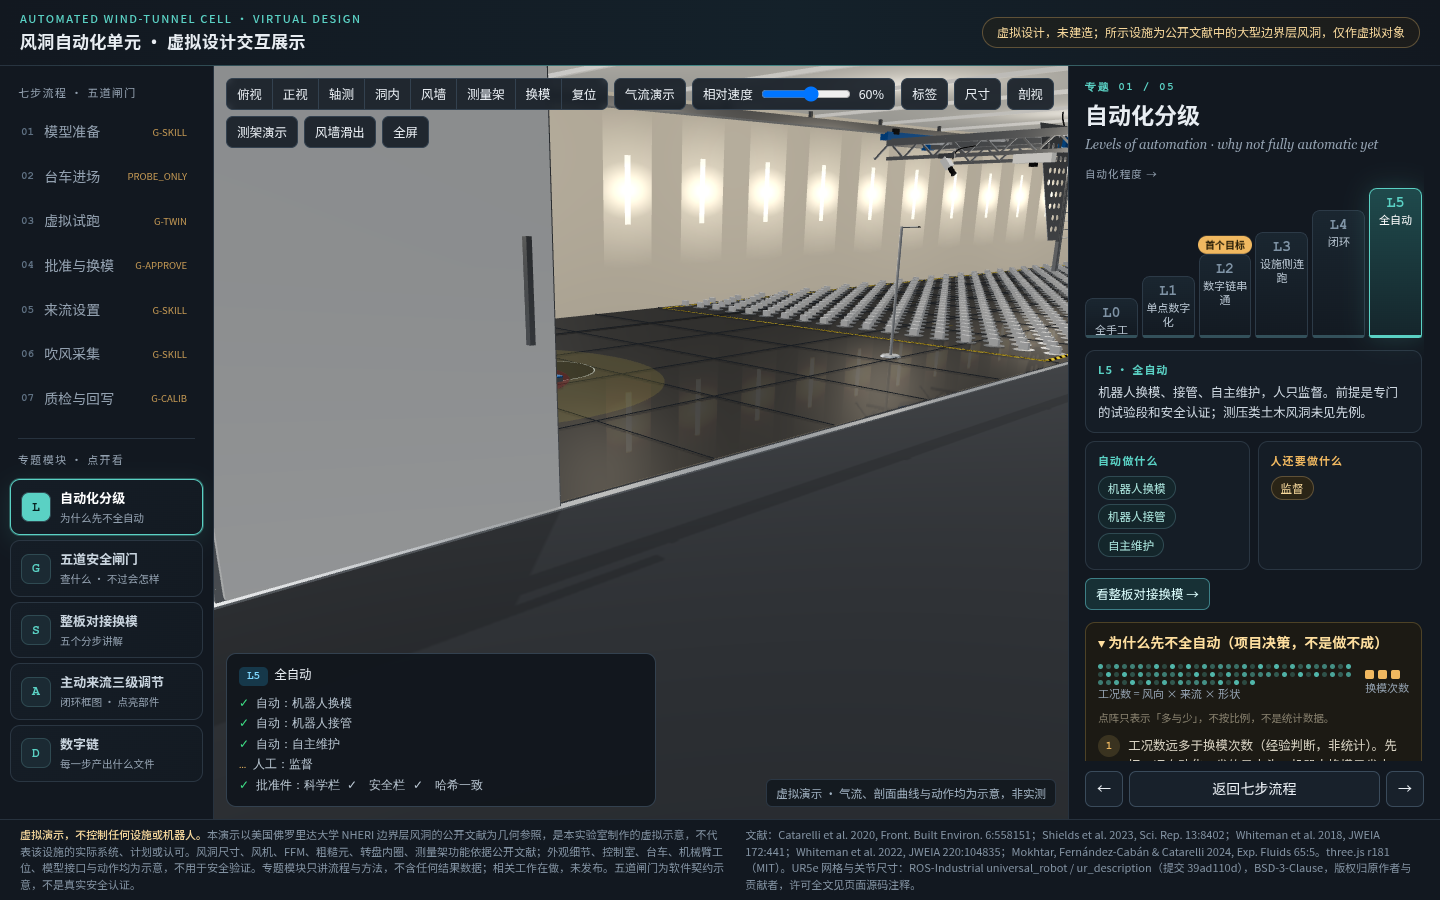 AUTOMATED WIND-TUNNEL CELL · VIRTUAL DESIGN
风洞自动化单元 · 虚拟设计交互展示
虚拟设计，未建造；所示设施为公开文献中的大型边界层风洞，仅作虚拟对象
七步流程 · 五道闸门
01 模型准备 G-SKILL
02 台车进场 PROBE_ONLY
03 虚拟试跑 G-TWIN
04 批准与换模 G-APPROVE
05 来流设置 G-SKILL
06 吹风采集 G-SKILL
07 质检与回写 G-CALIB
专题模块 · 点开看
L 自动化分级
为什么先不全自动
G 五道安全闸门
查什么 · 不过会怎样
S 整板对接换模
五个分步讲解
A 主动来流三级调节
闭环框图 · 点亮部件
D 数字链
每一步产出什么文件
俯视 正视 轴测 洞内 风墙 测量架 换模 复位 气流演示 相对速度 60% 标签 尺寸 剖视
测架演示 风墙滑出 全屏
L5 全自动
✓ 自动：机器人换模
✓ 自动：机器人接管
✓ 自动：自主维护
… 人工：监督
✓ 批准件：科学栏 ✓ 安全栏 ✓ 哈希一致
虚拟演示 · 气流、剖面曲线与动作均为示意，非实测
专题 01 / 05
自动化分级
Levels of automation · why not fully automatic yet
自动化程度 →
L0
全手工
L1
单点数字化
首个目标
L2
数字链串通
L3
设施侧连跑
L4
闭环
L5
全自动
L5 · 全自动
机器人换模、接管、自主维护，人只监督。前提是专门
的试验段和安全认证；测压类土木风洞未见先例。
自动做什么
机器人换模
机器人接管
自主维护
人还要做什么
监督
看整板对接换模 →
▾ 为什么先不全自动（项目决策，不是做不成）
工况数 = 风向 × 来流 × 形状
换模次数
点阵只表示「多与少」，不按比例，不是统计数据。
1 工况数远多于换模次数（经验判断，非统计）。先
← 返回七步流程 →
虚拟演示，不控制任何设施或机器人。本演示以美国佛罗里达大学 NHERI 边界层风洞的公开文献为几何参照，是本实验室制作的虚拟示意，不代
表该设施的实际系统、计划或认可。风洞尺寸、风机、FFM、粗糙元、转盘内圈、测量架功能依据公开文献；外观细节、控制室、台车、机械臂工
位、模型接口与动作均为示意，不用于安全验证。专题模块只讲流程与方法，不含任何结果数据；相关工作在做，未发布。五道闸门为软件契约示
意，不是真实安全认证。
文献：Catarelli et al. 2020, Front. Built Environ. 6:558151；Shields et al. 2023, Sci. Rep. 13:8402；Whiteman et al. 2018, JWEIA
172:441；Whiteman et al. 2022, JWEIA 220:104835；Mokhtar, Fernández-Cabán & Catarelli 2024, Exp. Fluids 65:5。three.js r181
（MIT）。UR5e 网格与关节尺寸：ROS-Industrial universal_robot / ur_description（提交 39ad110d），BSD-3-Clause，版权归原作者与
贡献者，许可全文见页面源码注释。